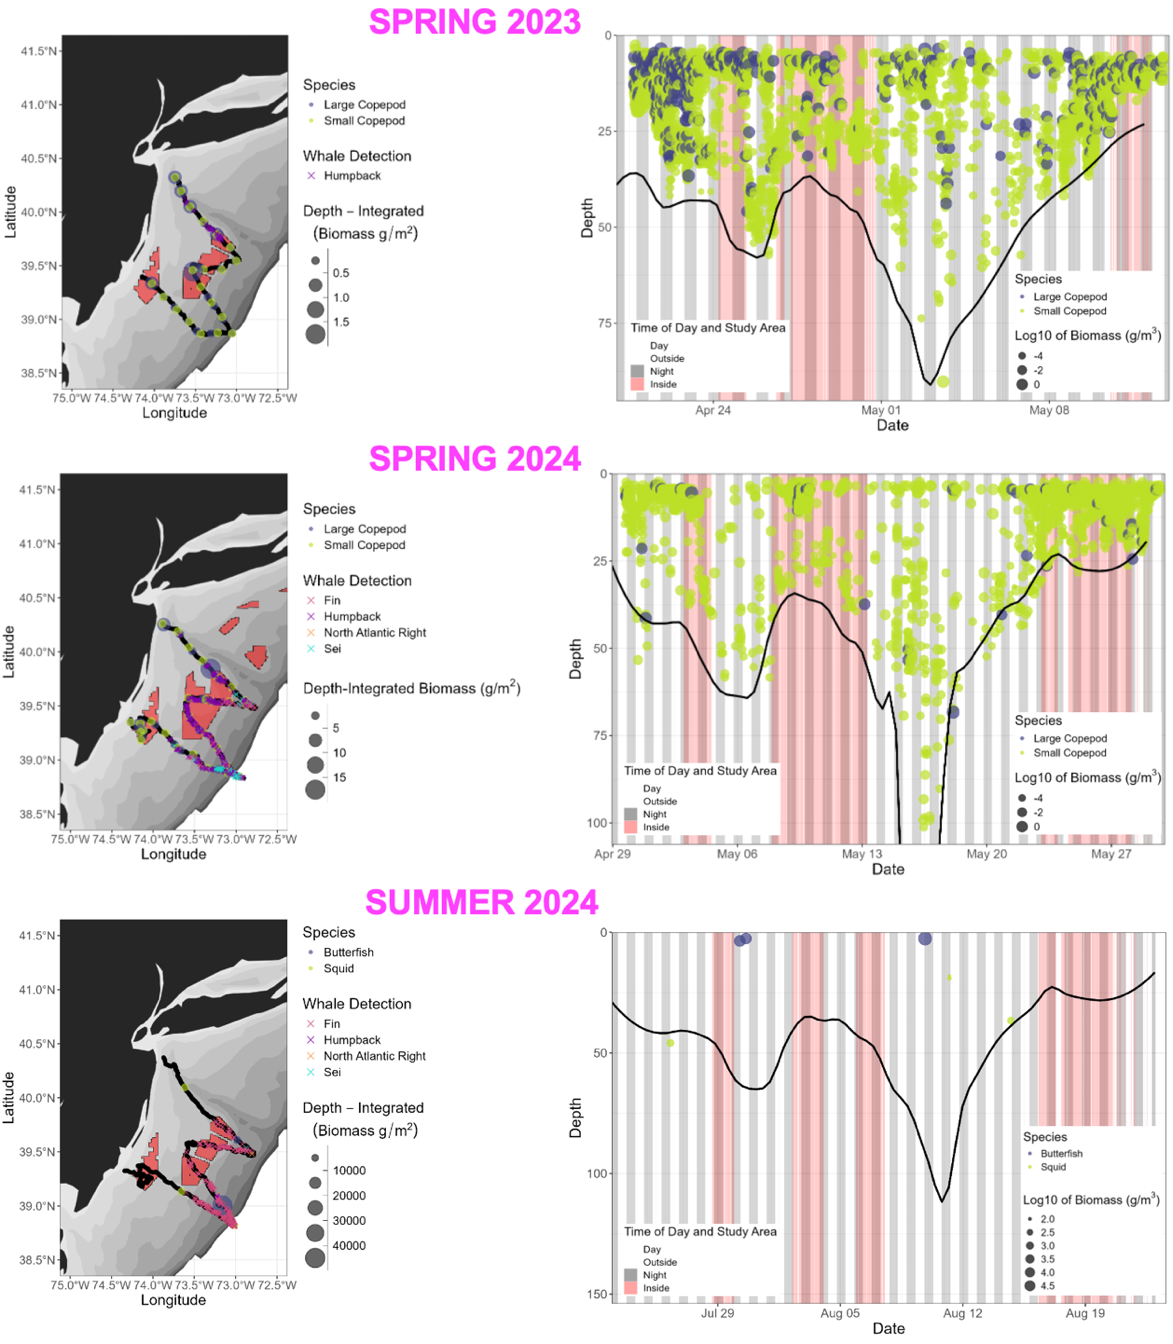 SPRING 2023
41.5°N
41.0°N
40.5°N
40.0°N
39.5°N
39.0°N
38.5°N
Latitude
75.0°W 74.5°W 74.0°W 73.5°W 73.0°W 72.5°W
Longitude
Species
Large Copepod
Small Copepod
Whale Detection
Humpback
Depth – Integrated
(Biomass g/m²)
0.5
1.0
1.5
0
25
50
75
Depth
Time of Day and Study Area
Day
Outside
Night
Inside
Species
Large Copepod
Small Copepod
Log10 of Biomass (g/m³)
-4
-2
0
Apr 24
May 01
May 08
Date
SPRING 2024
41.5°N
41.0°N
40.5°N
40.0°N
39.5°N
39.0°N
38.5°N
Latitude
75.0°W 74.5°W 74.0°W 73.5°W 73.0°W 72.5°W
Longitude
Species
Large Copepod
Small Copepod
Whale Detection
Fin
Humpback
North Atlantic Right
Sei
Depth-Integrated Biomass (g/m²)
5
10
15
0
25
50
75
100
Depth
Time of Day and Study Area
Day
Outside
Night
Inside
Species
Large Copepod
Small Copepod
Log10 of Biomass (g/m³)
-4
-2
0
Apr 29
May 06
May 13
May 20
May 27
Date
SUMMER 2024
41.5°N
41.0°N
40.5°N
40.0°N
39.5°N
39.0°N
38.5°N
Latitude
75.0°W 74.5°W 74.0°W 73.5°W 73.0°W 72.5°W
Longitude
Species
Butterfish
Squid
Whale Detection
Fin
Humpback
North Atlantic Right
Sei
Depth – Integrated
(Biomass g/m²)
10000
20000
30000
40000
0
50
100
150
Depth
Time of Day and Study Area
Day
Outside
Night
Inside
Species
Butterfish
Squid
Log10 of Biomass (g/m³)
2.0
2.5
3.0
3.5
4.0
4.5
Jul 29
Aug 05
Aug 12
Aug 19
Date